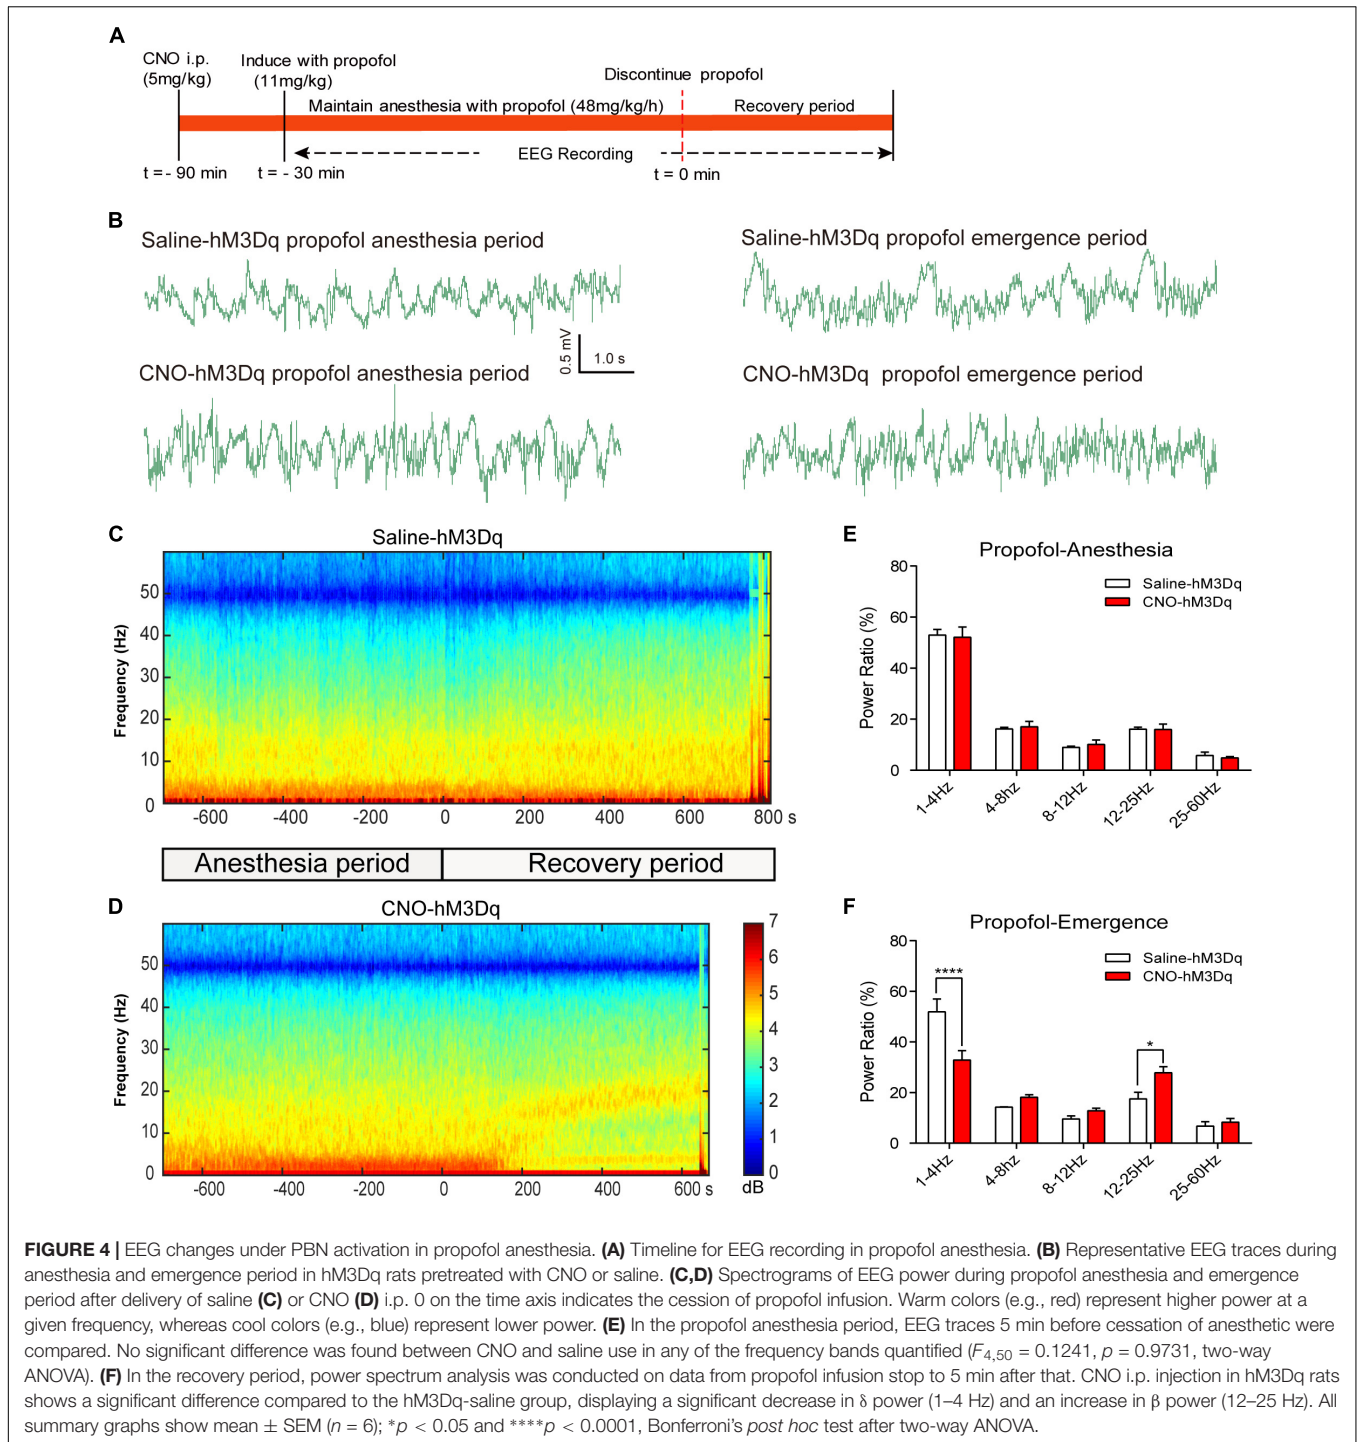 A
CNO i.p.
(5mg/kg)
Induce with propofol
(11mg/kg)
Discontinue propofol
Maintain anesthesia with propofol (48mg/kg/h)
Recovery period
EEG Recording
t = - 90 min
t = - 30 min
t = 0 min
B
Saline-hM3Dq propofol anesthesia period
Saline-hM3Dq propofol emergence period
0.5 mV
1.0 s
CNO-hM3Dq propofol anesthesia period
CNO-hM3Dq propofol emergence period
C
Saline-hM3Dq
Frequency (Hz)
50
40
30
20
10
0
-600
-400
-200
0
200
400
600
800 s
Anesthesia period
Recovery period
D
CNO-hM3Dq
Frequency (Hz)
50
40
30
20
10
0
-600
-400
-200
0
200
400
600 s
7
6
5
4
3
2
1
0
dB
E
Propofol-Anesthesia
Saline-hM3Dq
CNO-hM3Dq
Power Ratio (%)
80
60
40
20
0
1-4Hz
4-8hz
8-12Hz
12-25Hz
25-60Hz
F
Propofol-Emergence
Saline-hM3Dq
CNO-hM3Dq
Power Ratio (%)
80
60
40
20
0
****
*
1-4Hz
4-8hz
8-12Hz
12-25Hz
25-60Hz
FIGURE 4 | EEG changes under PBN activation in propofol anesthesia. (A) Timeline for EEG recording in propofol anesthesia. (B) Representative EEG traces during
anesthesia and emergence period in hM3Dq rats pretreated with CNO or saline. (C,D) Spectrograms of EEG power during propofol anesthesia and emergence
period after delivery of saline (C) or CNO (D) i.p. 0 on the time axis indicates the cession of propofol infusion. Warm colors (e.g., red) represent higher power at a
given frequency, whereas cool colors (e.g., blue) represent lower power. (E) In the propofol anesthesia period, EEG traces 5 min before cessation of anesthetic were
compared. No significant difference was found between CNO and saline use in any of the frequency bands quantified (F4,50 = 0.1241, p = 0.9731, two-way
ANOVA). (F) In the recovery period, power spectrum analysis was conducted on data from propofol infusion stop to 5 min after that. CNO i.p. injection in hM3Dq rats
shows a significant difference compared to the hM3Dq-saline group, displaying a significant decrease in δ power (1–4 Hz) and an increase in β power (12–25 Hz). All
summary graphs show mean ± SEM (n = 6); *p < 0.05 and ****p < 0.0001, Bonferroni's post hoc test after two-way ANOVA.